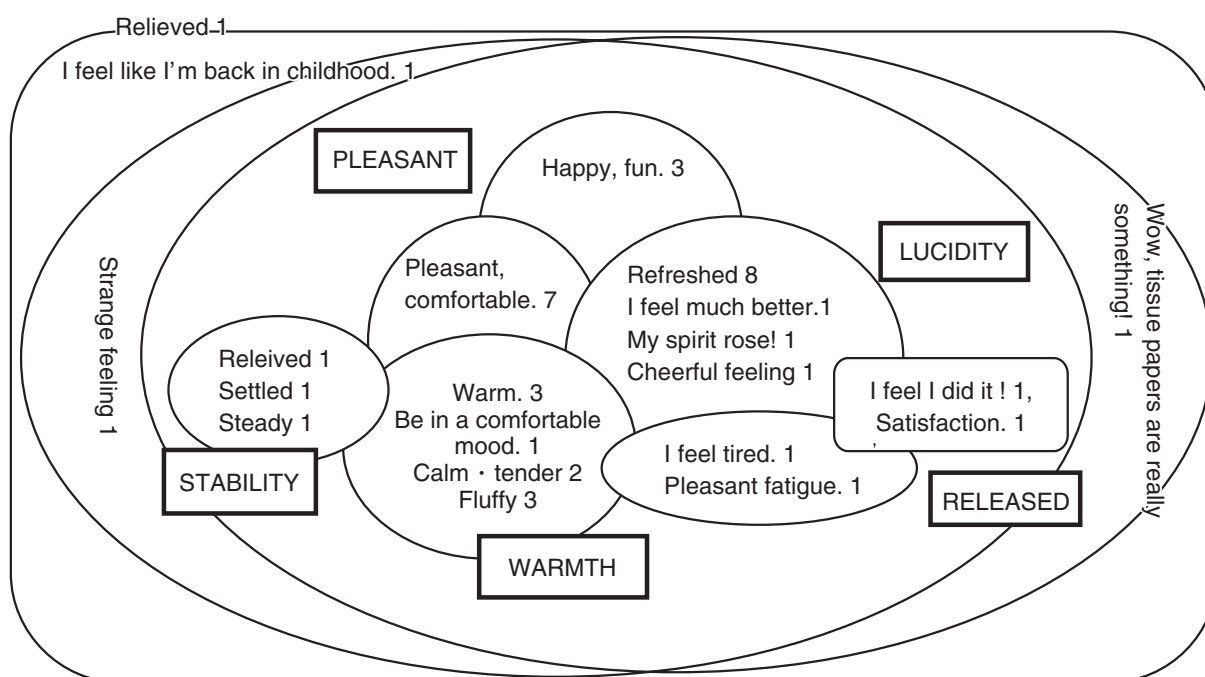 Relieved 1
I feel like I'm back in childhood. 1
PLEASANT
Happy, fun. 3
LUCIDITY
Wow, tissue papers are really
something! 1
Strange feeling 1
Pleasant,
comfortable. 7
Refreshed 8
I feel much better.1
My spirit rose! 1
Cheerful feeling 1
Releived 1
Settled 1
Steady 1
Warm. 3
Be in a comfortable
mood. 1
Calm・tender 2
Fluffy 3
I feel I did it ! 1,
Satisfaction. 1
,
I feel tired. 1
Pleasant fatigue. 1
STABILITY
RELEASED
WARMTH